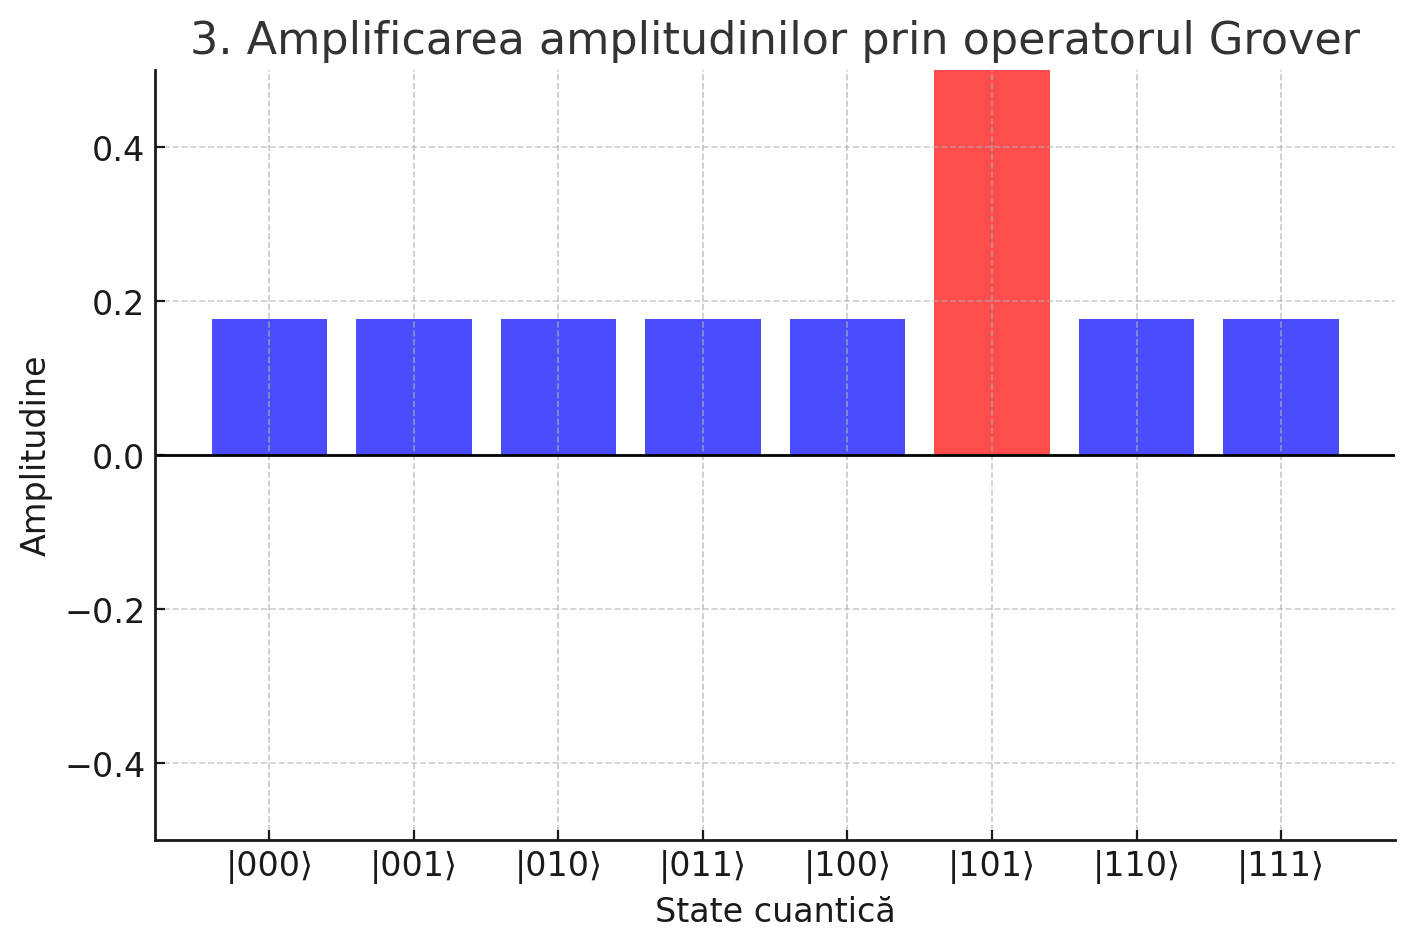 3. Amplificarea amplitudinilor prin operatorul Grover
Amplitudine
0.4
0.2
0.0
−0.2
−0.4
|000⟩ |001⟩ |010⟩ |011⟩ |100⟩ |101⟩ |110⟩ |111⟩
State cuantică